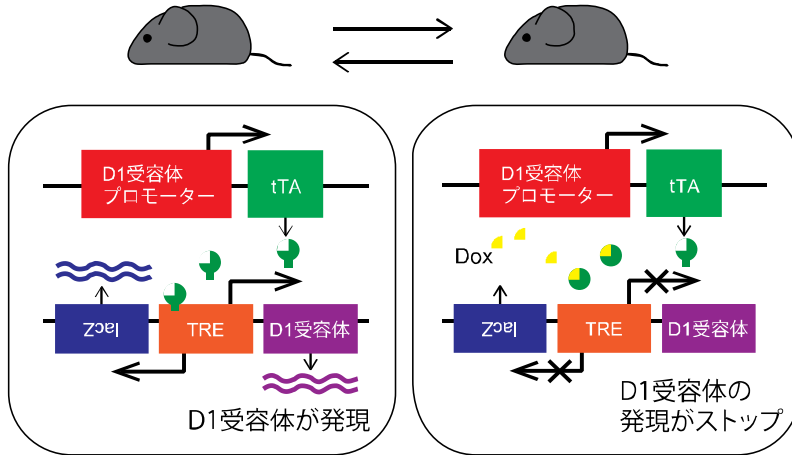 D1受容体
プロモーター
tTA
lacZ
TRE
D1受容体
D1受容体が発現
D1受容体
プロモーター
tTA
Dox
lacZ
TRE
D1受容体
D1受容体の
発現がストップ